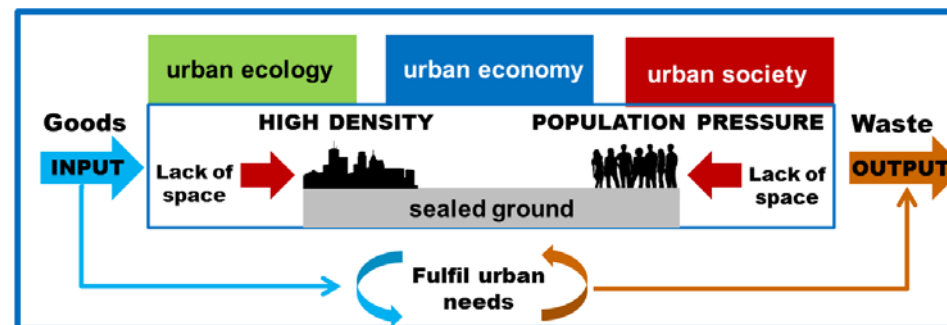 urban ecology
urban economy
urban society
Goods
HIGH DENSITY
POPULATION PRESSURE
Waste
INPUT
Lack of
space
Lack of
space
OUTPUT
sealed ground
Fulfil urban
needs